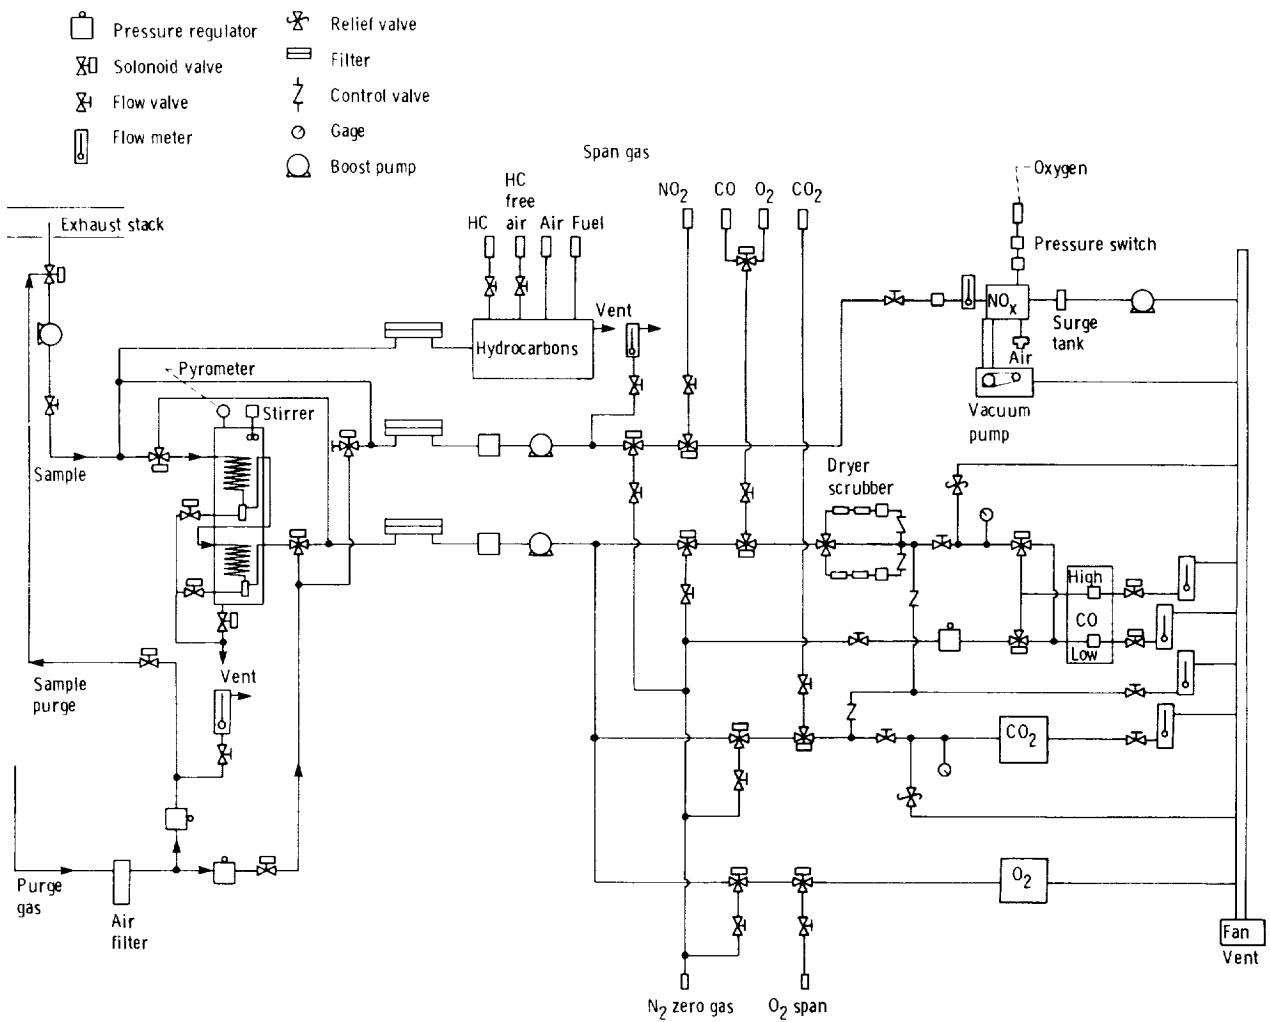 Pressure regulator
Solonoid valve
Flow valve
Flow meter
Relief valve
Filter
Control valve
Gage
Boost pump
Span gas
NO2
CO
O2
CO2
Oxygen
Pressure switch
HC
HC
free
air
Air
Fuel
Exhaust stack
Vent
Hydrocarbons
NOx
Surge
tank
Air
Vacuum
pump
Pyrometer
Stirrer
Sample
Dryer
scrubber
High
CO
Low
Vent
Sample
purge
CO2
Purge
gas
Air
filter
O2
Fan
Vent
N2 zero gas
O2 span